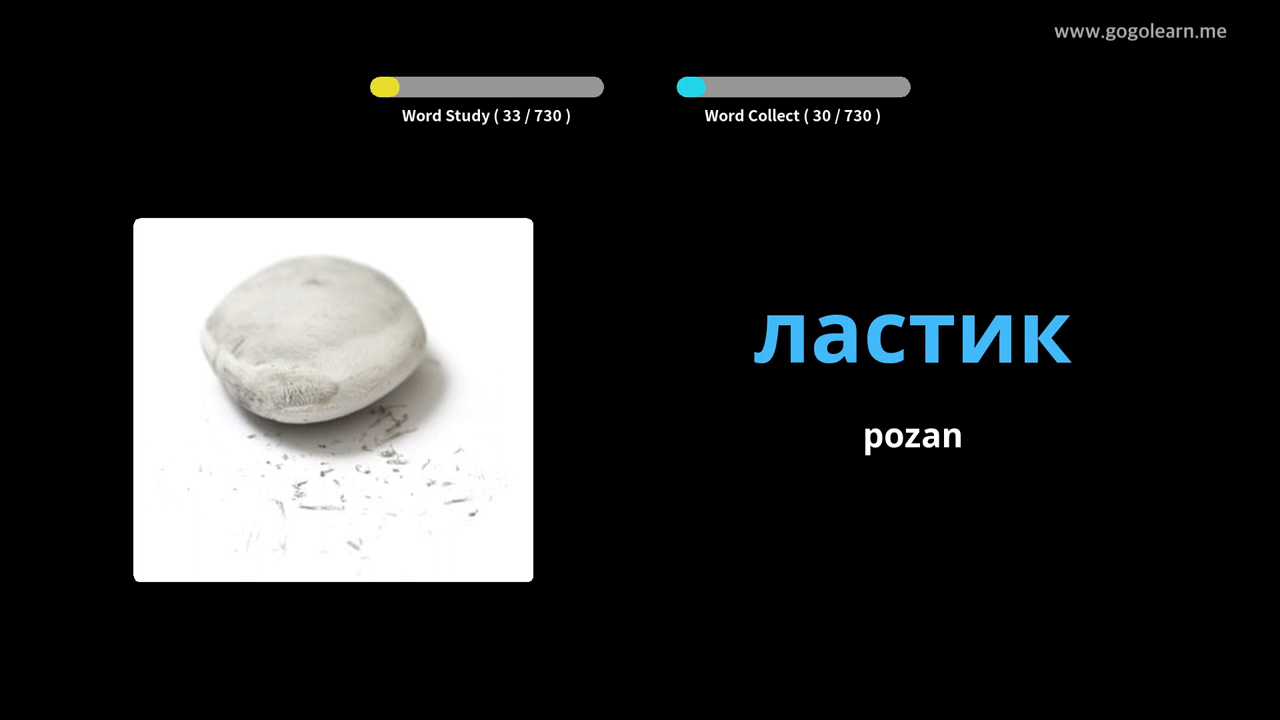 www.gogolearn.me
Word Study ( 33 / 730 )
Word Collect ( 30 / 730 )
ластик
pozan